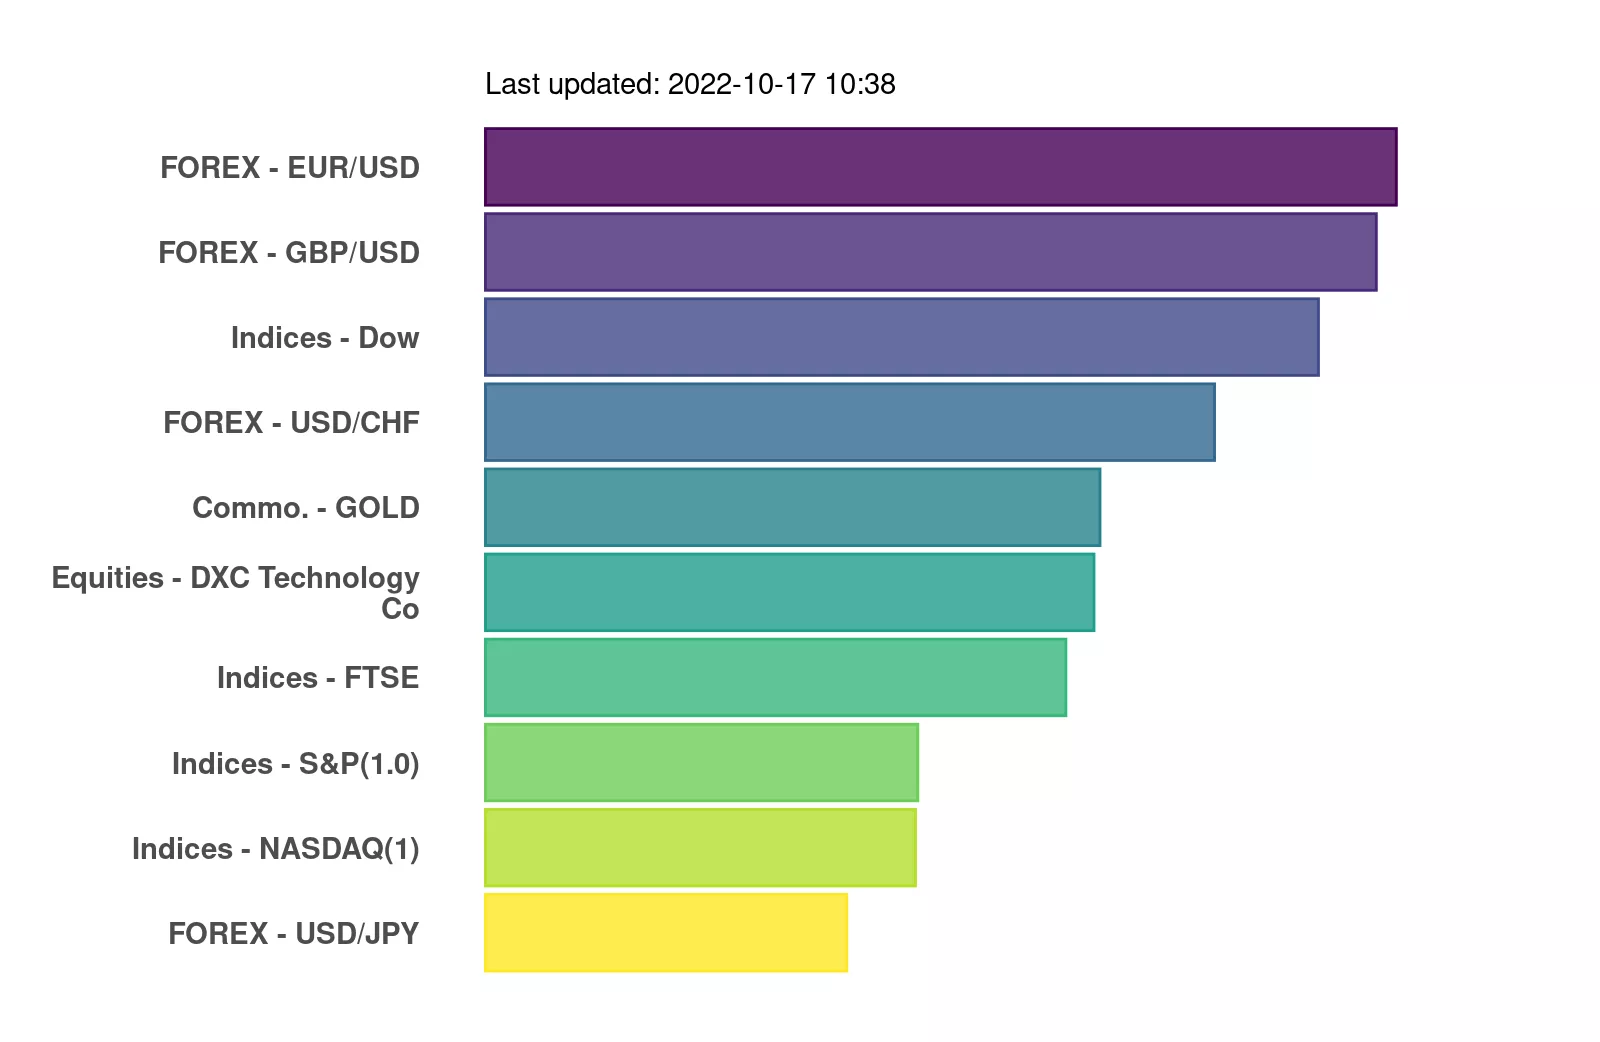 Last updated: 2022-10-17 10:38
FOREX - EUR/USD
FOREX - GBP/USD
Indices - Dow
FOREX - USD/CHF
Commo. - GOLD
Equities - DXC Technology
Co
Indices - FTSE
Indices - S&P(1.0)
Indices - NASDAQ(1)
FOREX - USD/JPY